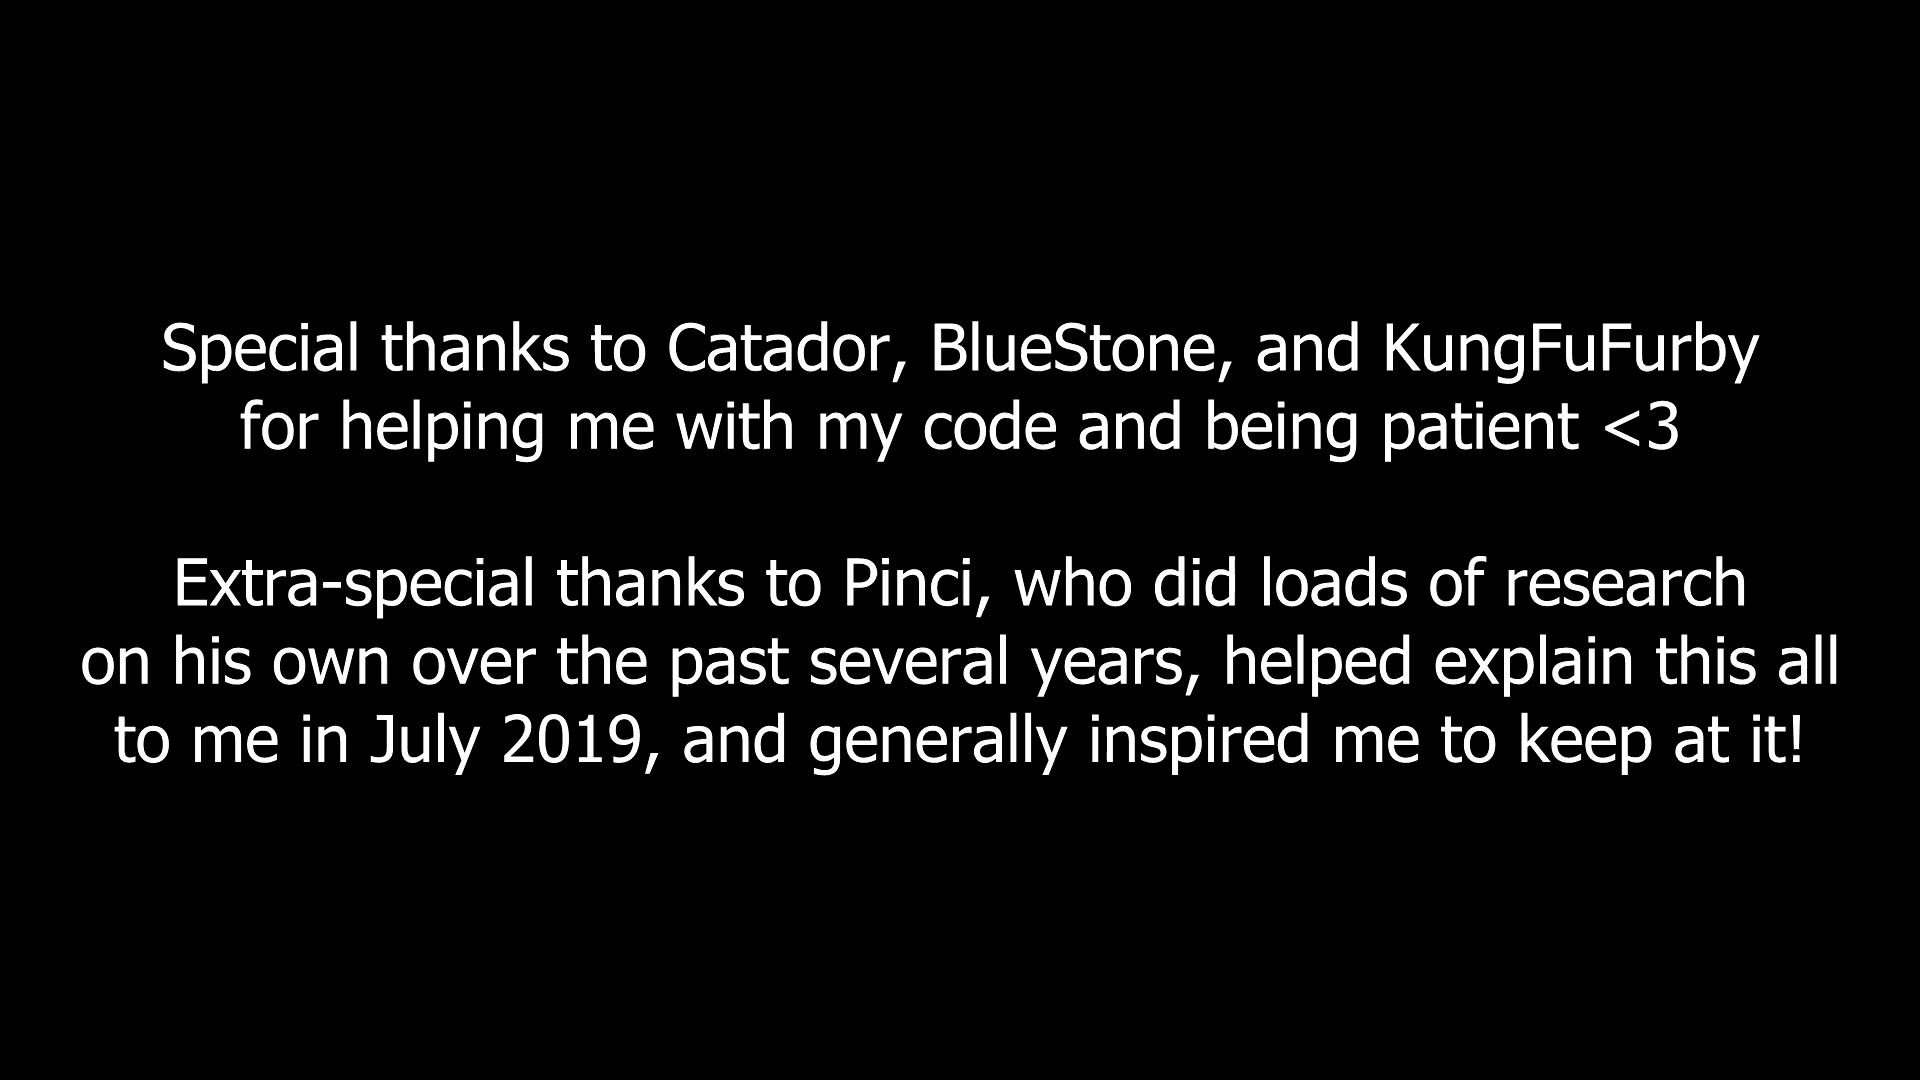 Special thanks to Catador, BlueStone, and KungFuFurby
for helping me with my code and being patient <3
Extra-special thanks to Pinci, who did loads of research
on his own over the past several years, helped explain this all
to me in July 2019, and generally inspired me to keep at it!